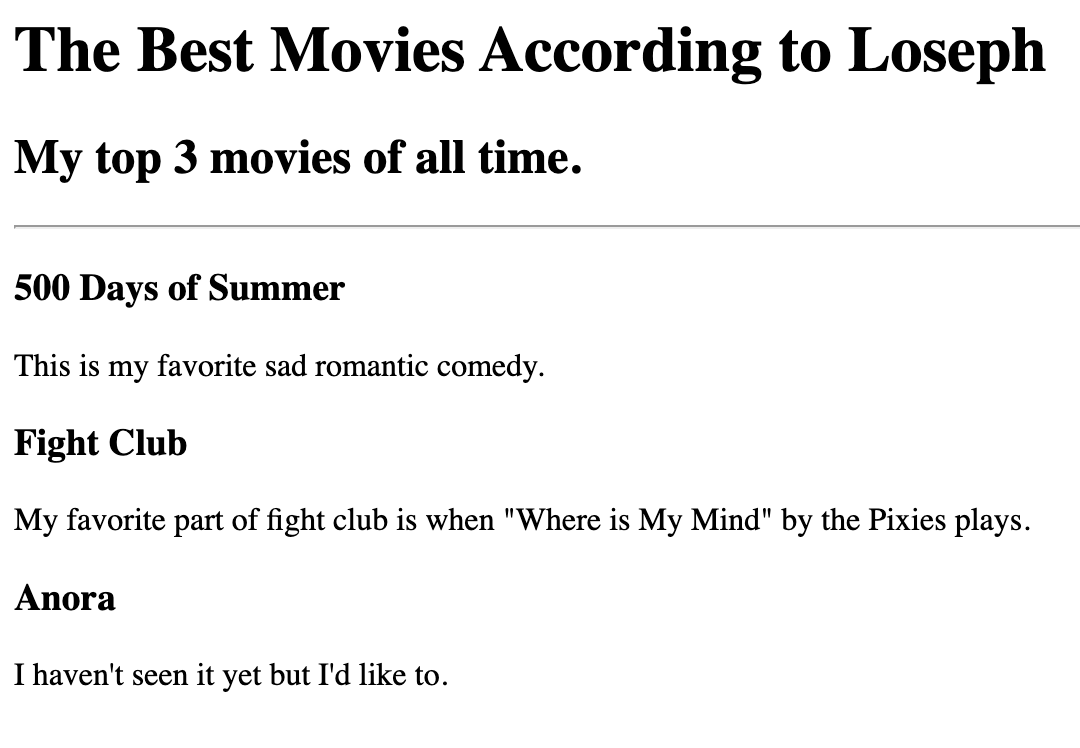 The Best Movies According to Loseph
My top 3 movies of all time.
500 Days of Summer
This is my favorite sad romantic comedy.
Fight Club
My favorite part of fight club is when "Where is My Mind" by the Pixies plays.
Anora
I haven't seen it yet but I'd like to.